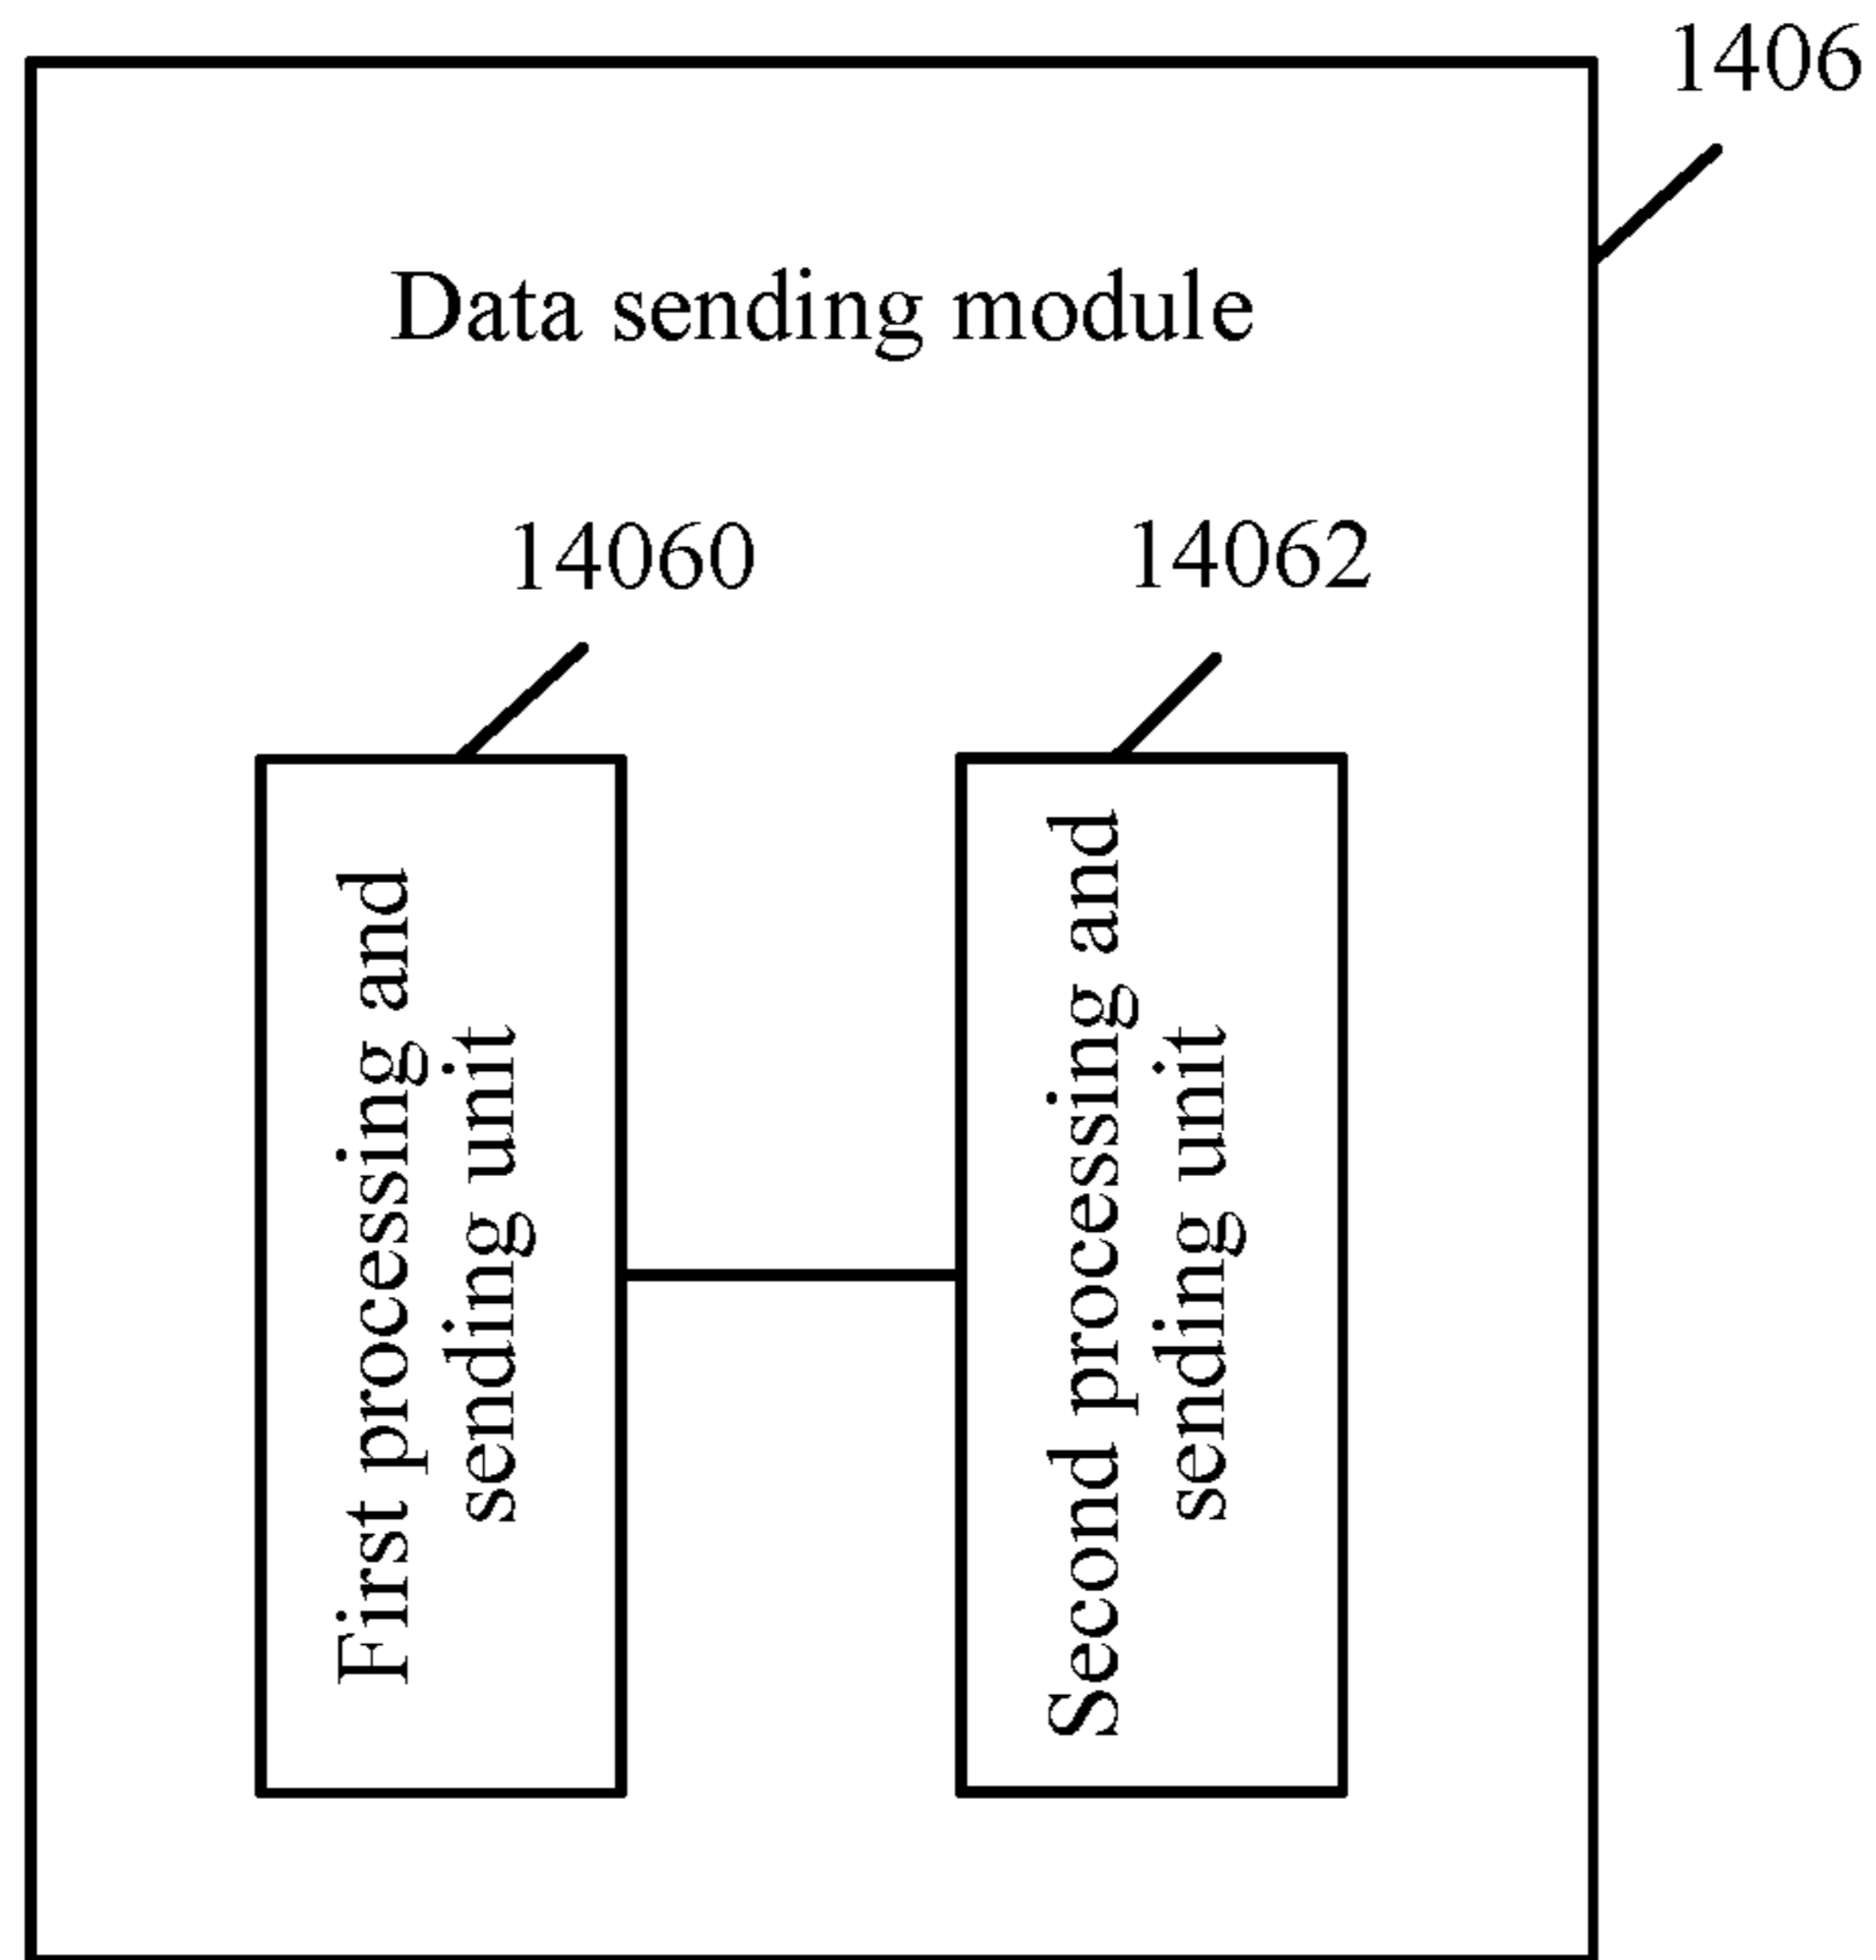 1406
Data sending module
14060
14062
First processing and
sending unit
Second processing and
sending unit